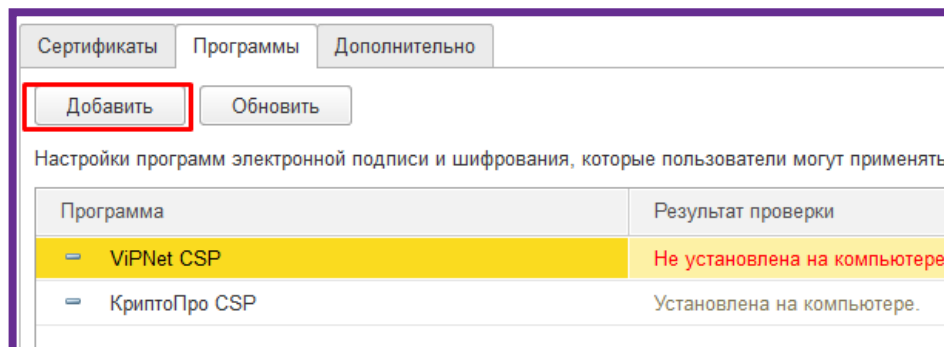 Сертификаты Программы Дополнительно
Добавить Обновить
Настройки программ электронной подписи и шифрования, которые пользователи могут применять
Программа Результат проверки
ViPNet CSP Не установлена на компьютере
КриптоПро CSP Установлена на компьютере.